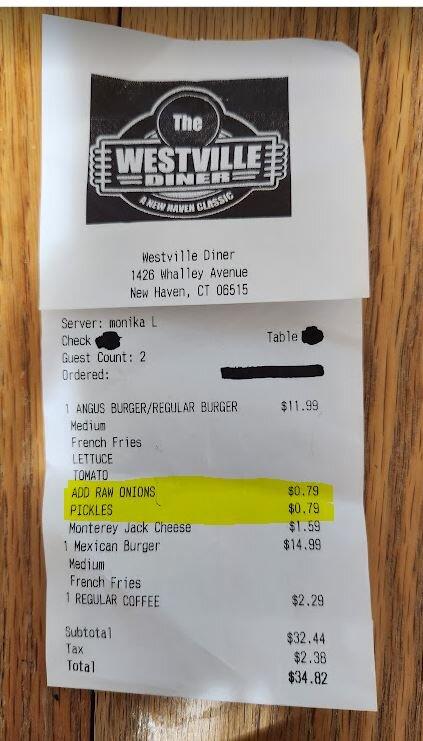 The
WESTVILLE
DINER
A NEW HAVEN CLASSIC
Westville Diner
1426 Whalley Avenue
New Haven, CT 06515
Server: monika L
Check Table
Guest Count: 2
Ordered:
1 ANGUS BURGER/REGULAR BURGER $11.99
Medium
French Fries
LETTUCE
TOMATO
ADD RAW ONIONS $0.79
PICKLES $0.79
Monterey Jack Cheese $1.59
1 Mexican Burger $14.99
Medium
French Fries
1 REGULAR COFFEE $2.29
Subtotal $32.44
Tax $2.38
Total $34.82